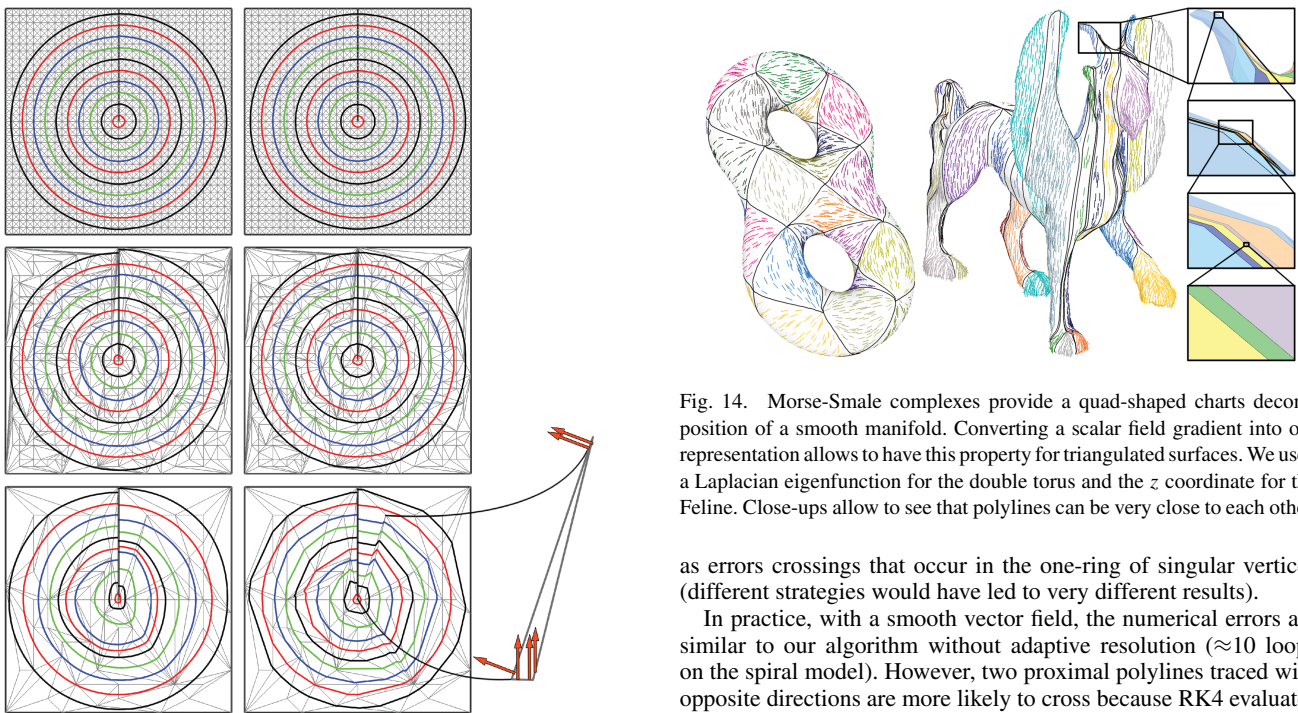 Fig. 14. Morse-Smale complexes provide a quad-shaped charts decom
position of a smooth manifold. Converting a scalar field gradient into o
representation allows to have this property for triangulated surfaces. We use
a Laplacian eigenfunction for the double torus and the z coordinate for th
Feline. Close-ups allow to see that polylines can be very close to each othe
as errors crossings that occur in the one-ring of singular vertice
(different strategies would have led to very different results).
In practice, with a smooth vector field, the numerical errors a
similar to our algorithm without adaptive resolution (≈10 loop
on the spiral model). However, two proximal polylines traced wi
opposite directions are more likely to cross because RK4 evaluat